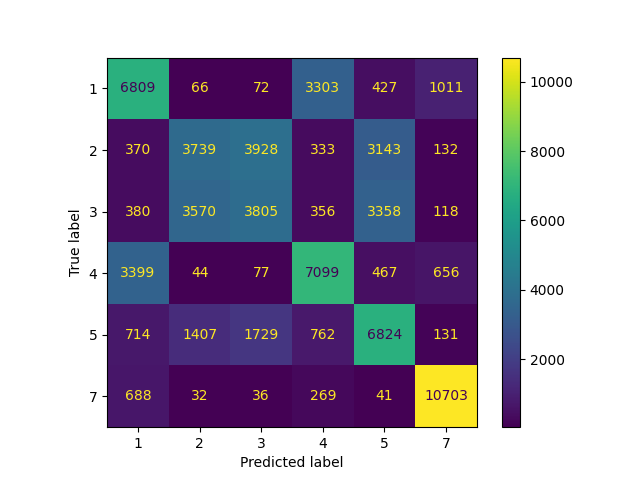 1 6809 66 72 3303 427 1011
2 370 3739 3928 333 3143 132
3 380 3570 3805 356 3358 118
4 3399 44 77 7099 467 656
5 714 1407 1729 762 6824 131
7 688 32 36 269 41 10703
1 2 3 4 5 7
True label
Predicted label
10000
8000
6000
4000
2000